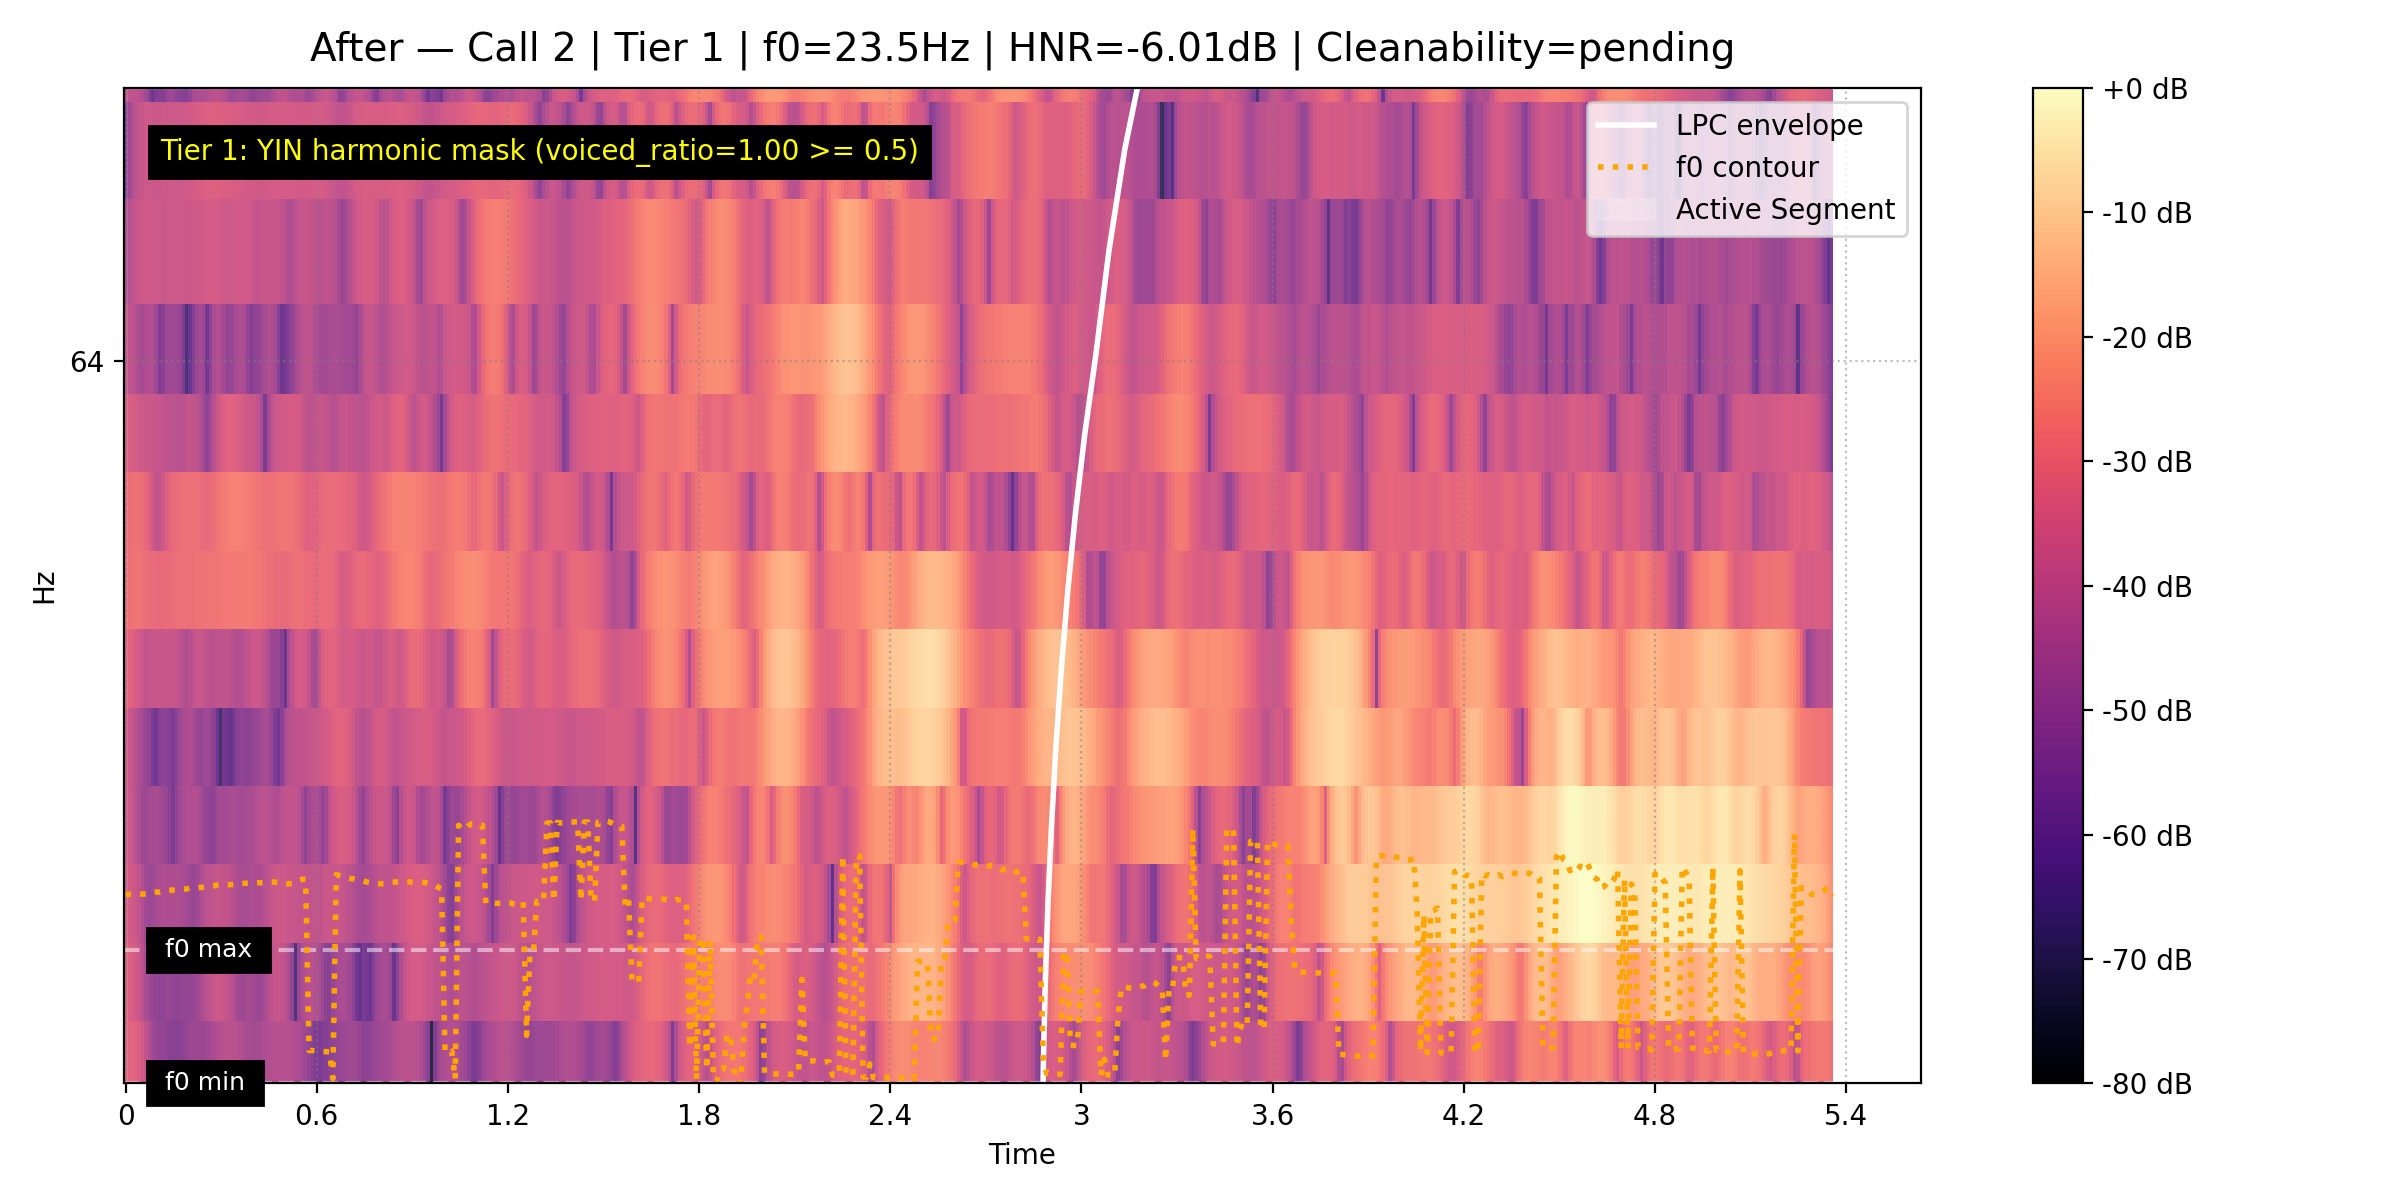 After — Call 2 | Tier 1 | f0=23.5Hz | HNR=-6.01dB | Cleanability=pending
Tier 1: YIN harmonic mask (voiced_ratio=1.00 >= 0.5)
LPC envelope
f0 contour
Active Segment
64
Hz
f0 max
f0 min
0 0.6 1.2 1.8 2.4 3 3.6 4.2 4.8 5.4
Time
+0 dB
-10 dB
-20 dB
-30 dB
-40 dB
-50 dB
-60 dB
-70 dB
-80 dB